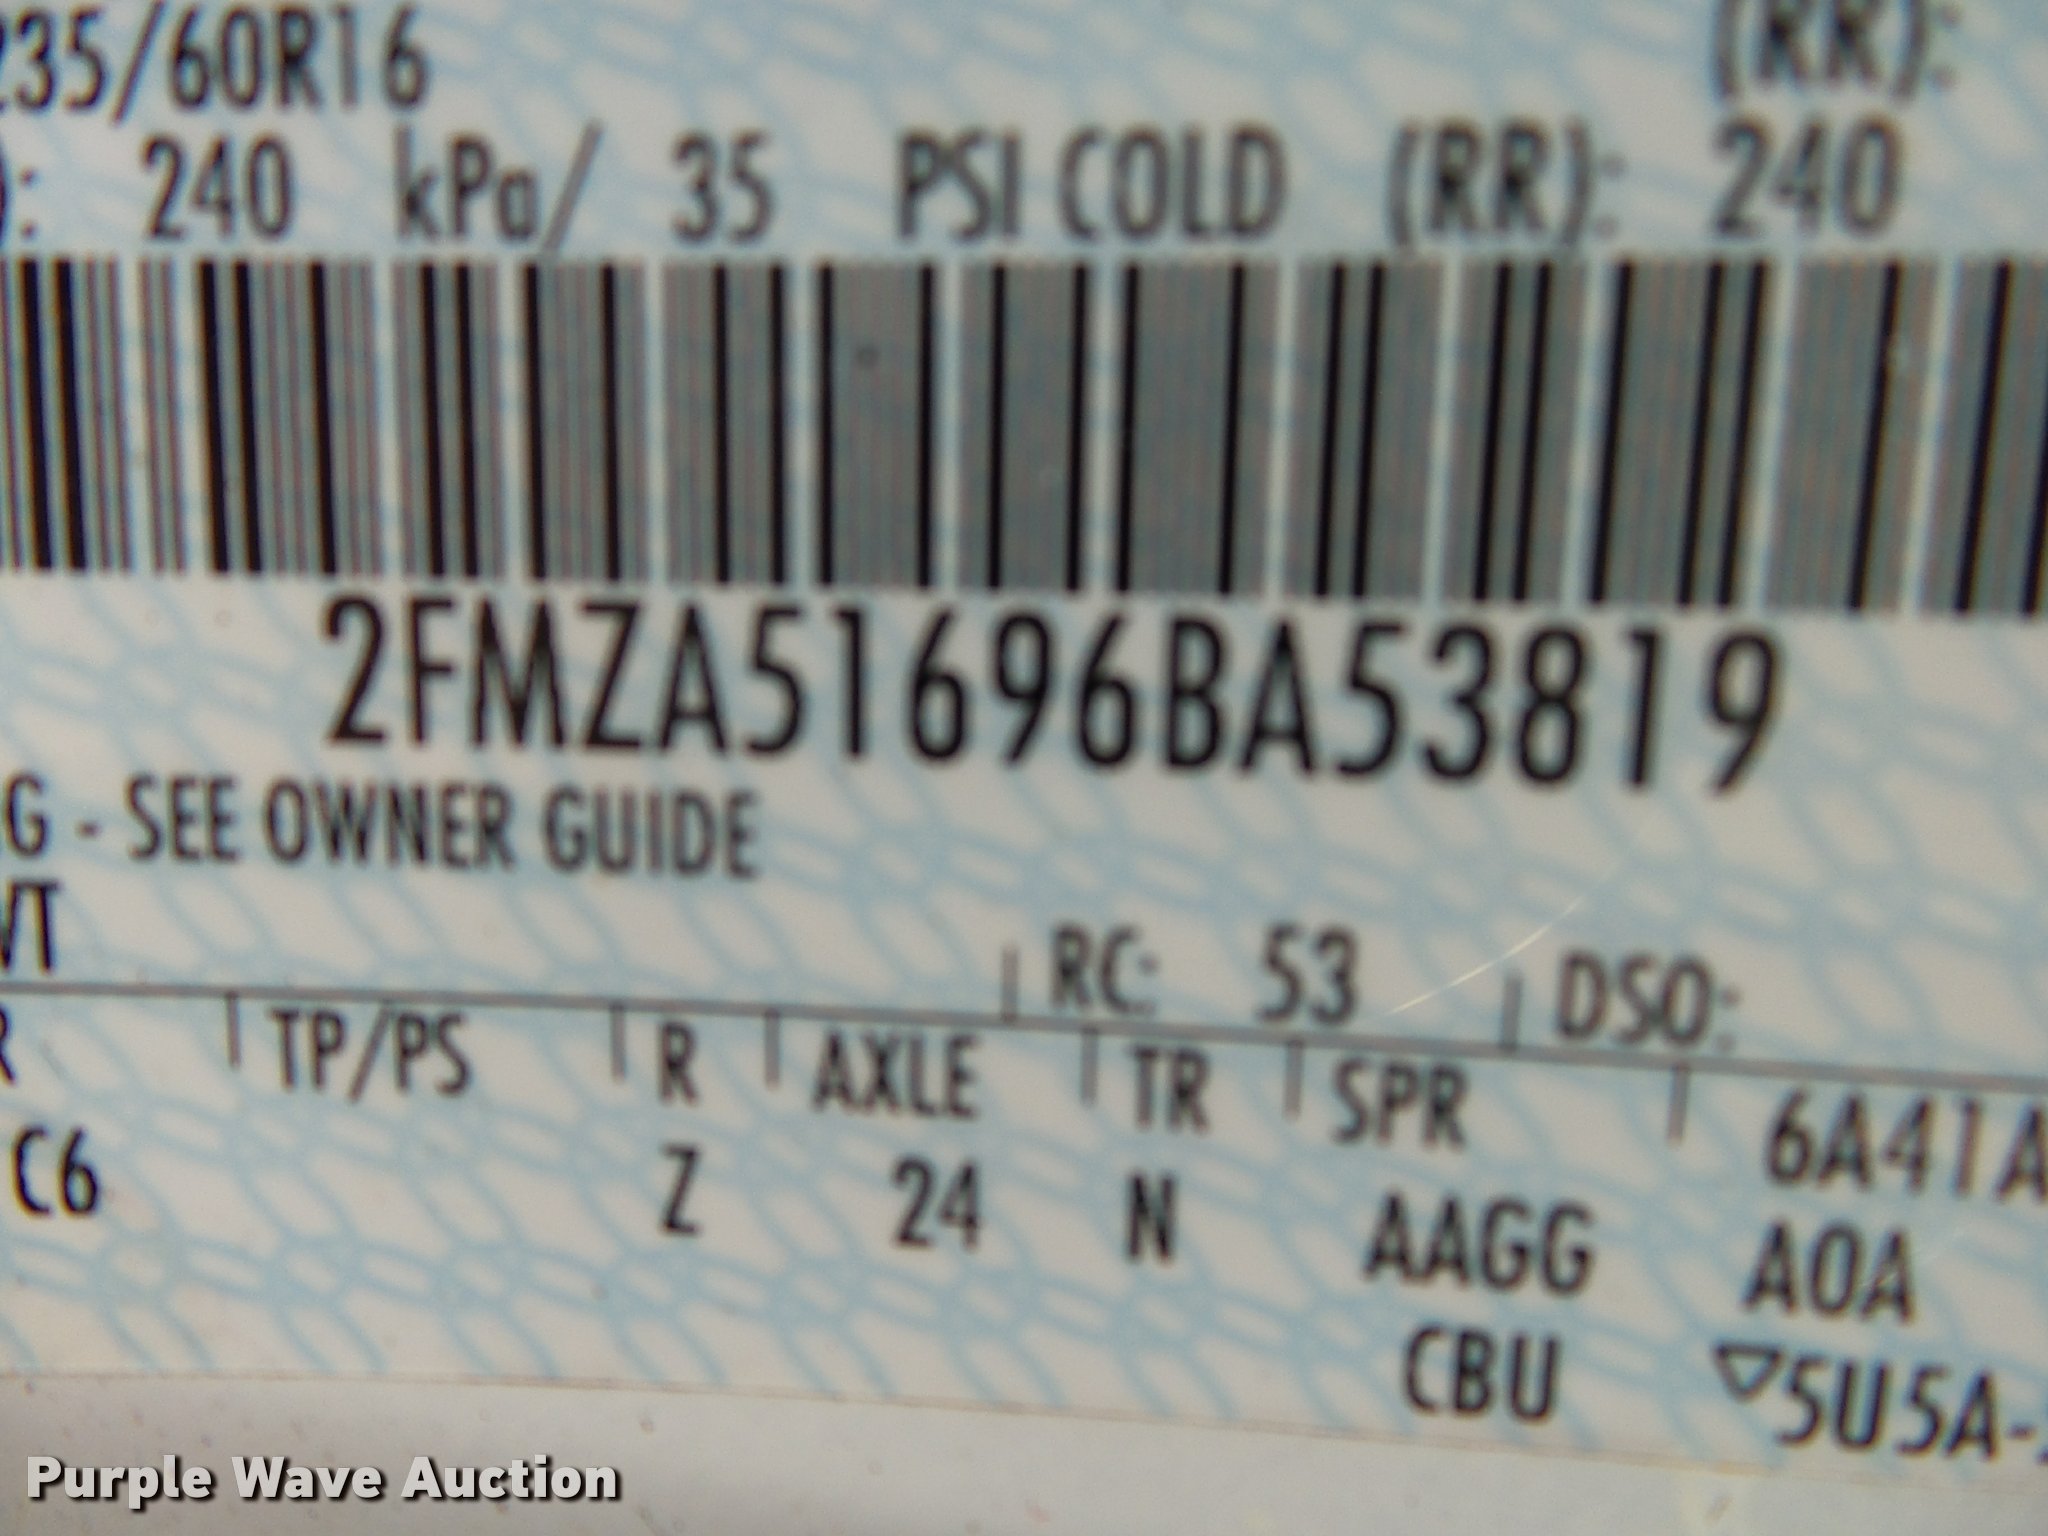 235/60R16
(RR):
): 240 kPa/ 35 PSI COLD (RR): 240
2FMZA51696BA53819
G - SEE OWNER GUIDE
VT
RC: 53 DSO:
R TP/PS R AXLE TR SPR 6A41A
C6 Z 24 N AAGG A0A
CBU ▽5U5A-
Purple Wave Auction